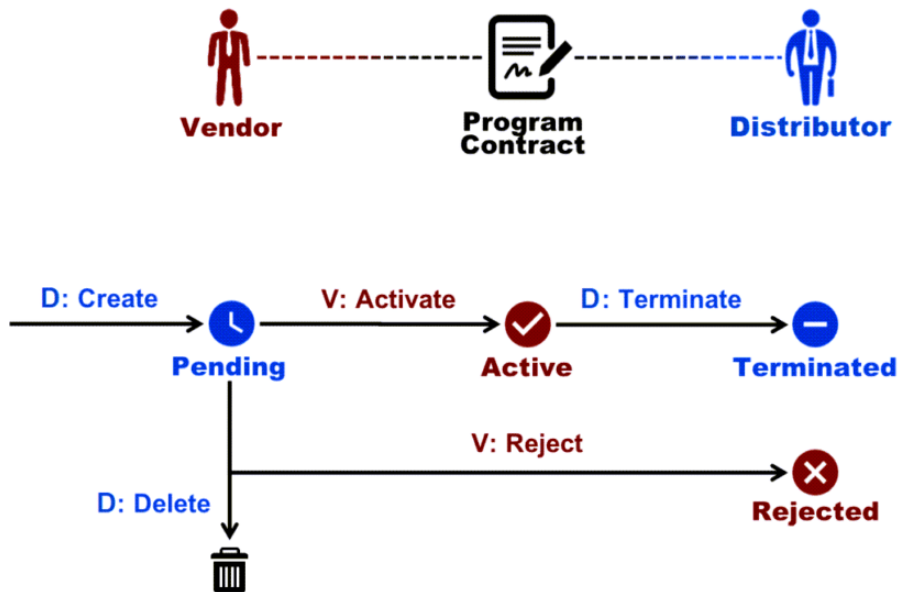 Vendor
Program
Contract
Distributor
D: Create
V: Activate
D: Terminate
Pending
Active
Terminated
V: Reject
D: Delete
Rejected